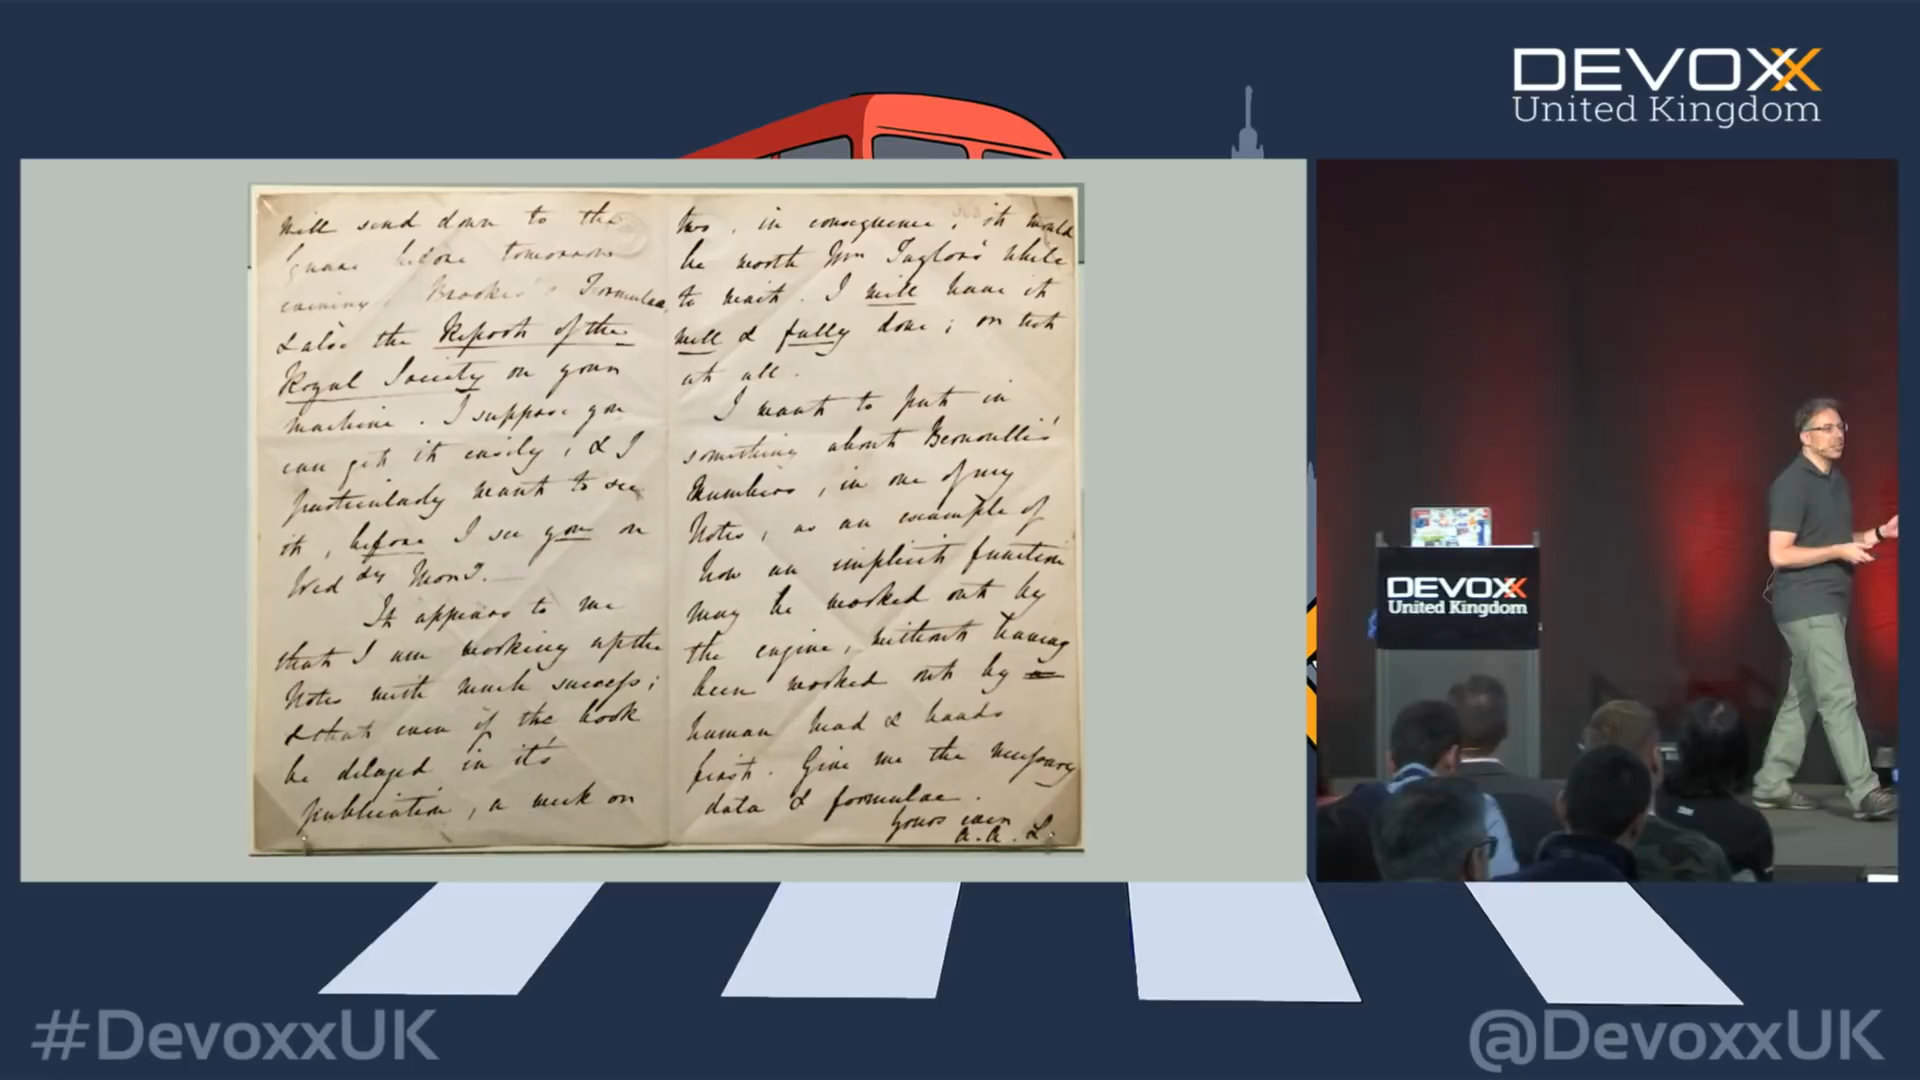 DEVOXX
United Kingdom
will send down to the
before tomorrow
evening, Brooke's Formulae,
& also the Report of the
Royal Society on your
machine. I suppose you
can get it easily, & I
particularly want to see
it, before I see you on
Wed dy Morng.
It appears to me
that I am working up the
Notes with much success;
& that even if the book
be delayed in it's
publication, a week or
two, in consequence, it would
be worth Mr Taylor's while
to wait. I will have it
well & fully done; or not
at all.
I want to put in
something about Bernoulli's
Numbers, in one of my
Notes, as an example of
how an implicit function
may be worked out by
the engine, without having
been worked out by
human head & hands
first. Give me the necessary
data & formulae.
Yours ever
A.A.L
DEVOXX
United Kingdom
#DevoxxUK
@DevoxxUK